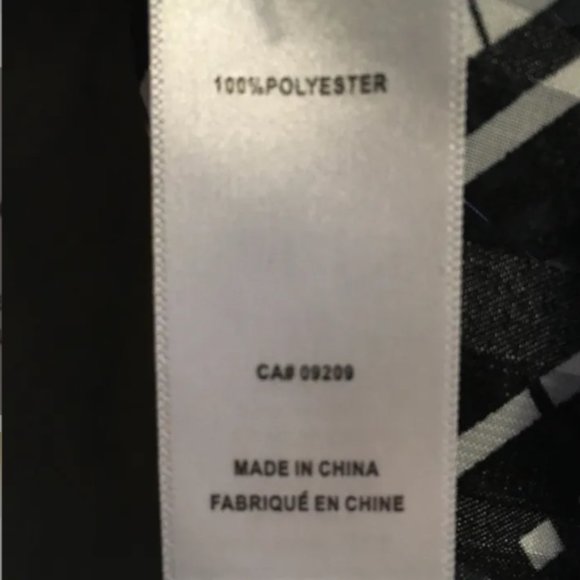 100%POLYESTER
CA# 09209
MADE IN CHINA
FABRIQUÉ EN CHINE